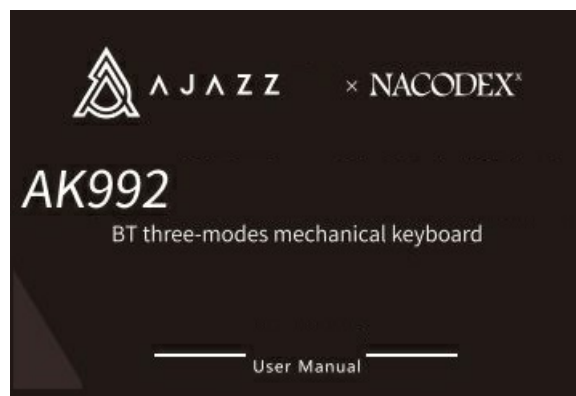 AJAZZ × NACODEX
AK992
BT three-modes mechanical keyboard
User Manual